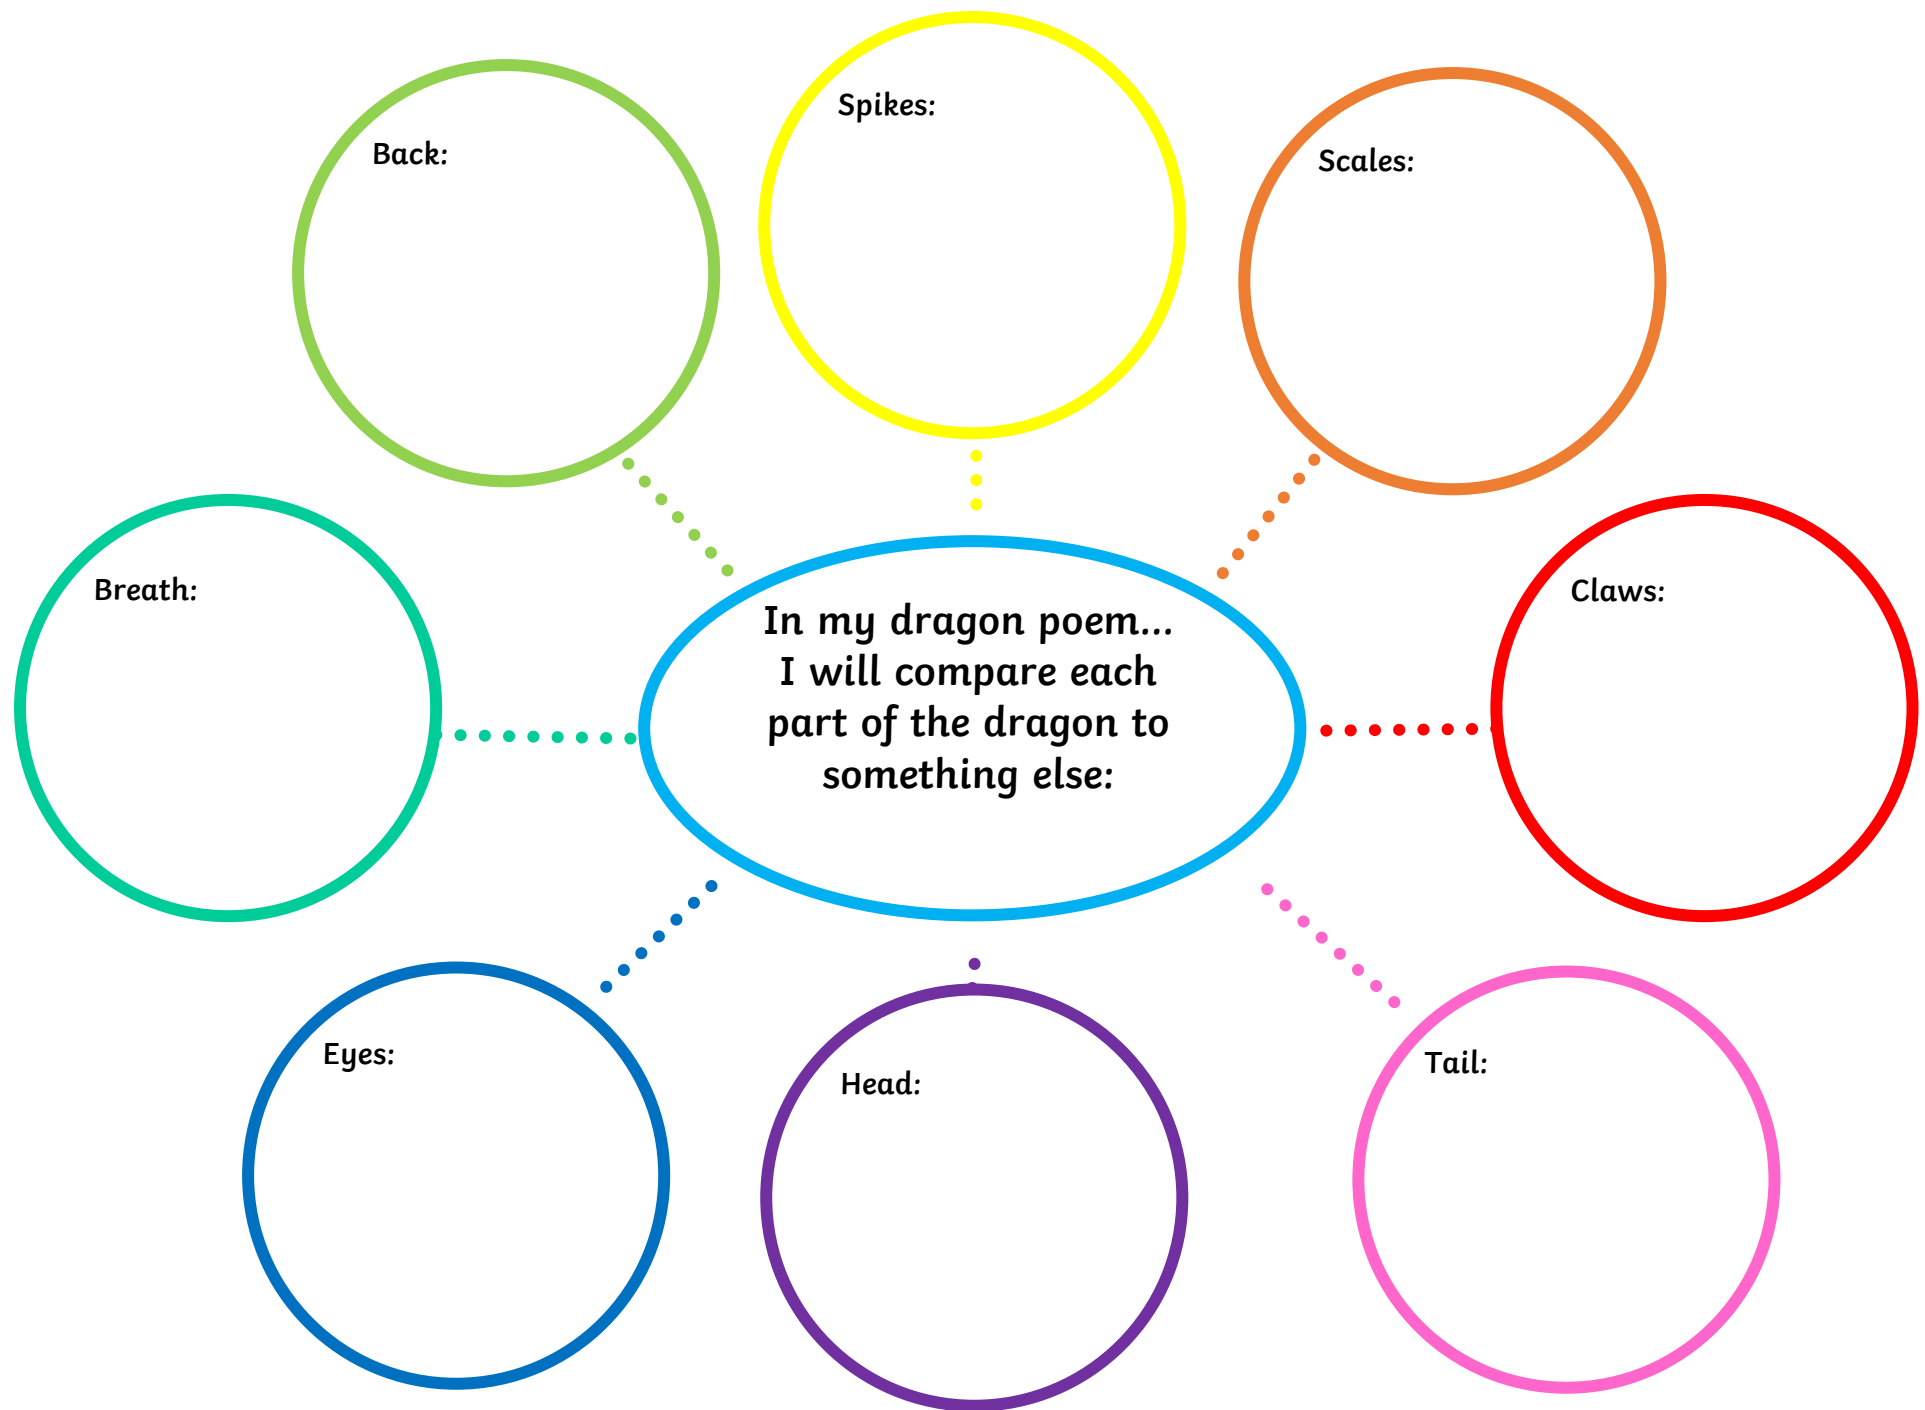 Spikes:
Back:
Scales:
Breath:
Claws:
In my dragon poem...
I will compare each
part of the dragon to
something else:
Eyes:
Head:
Tail: